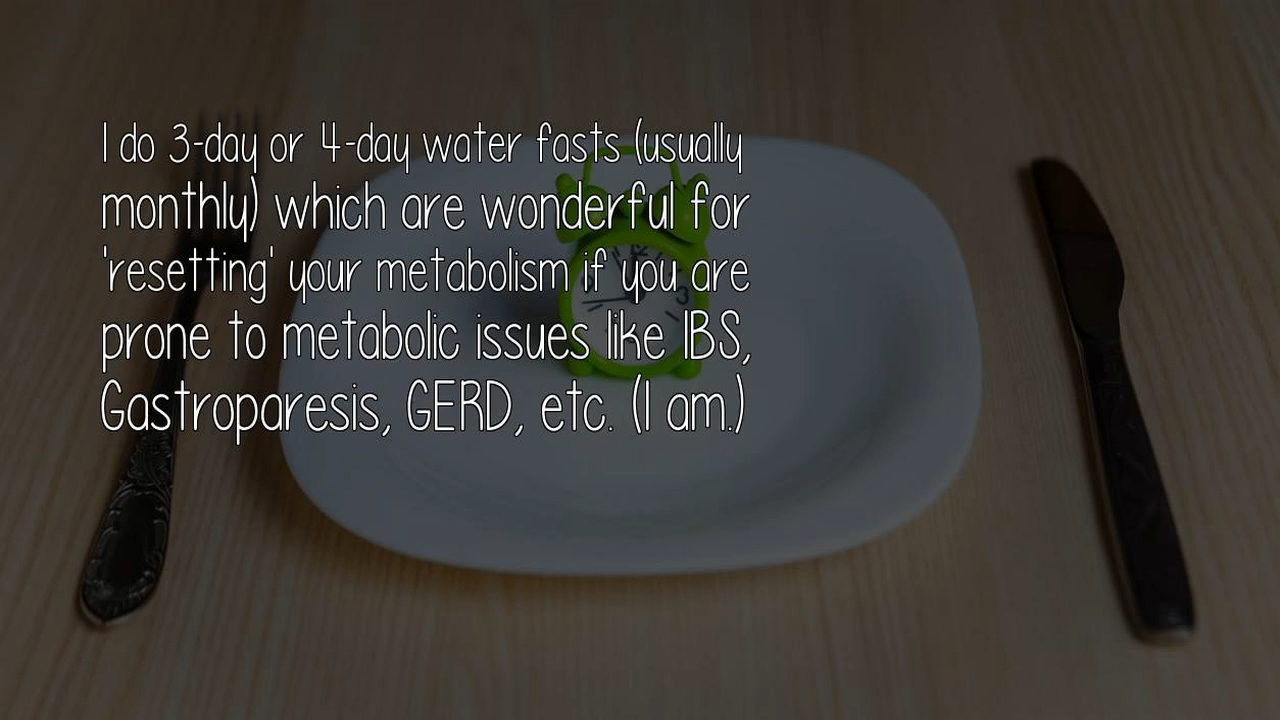 I do 3-day or 4-day water fasts (usually
monthly) which are wonderful for
'resetting' your metabolism if you are
prone to metabolic issues like IBS,
Gastroparesis, GERD, etc. (I am.)